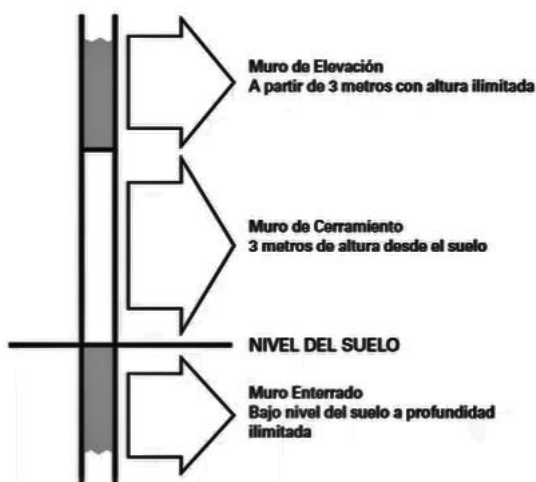 Muro de Elevación
A partir de 3 metros con altura ilimitada
Muro de Cerramiento
3 metros de altura desde el suelo
NIVEL DEL SUELO
Muro Enterrado
Bajo nivel del suelo a profundidad
ilimitada